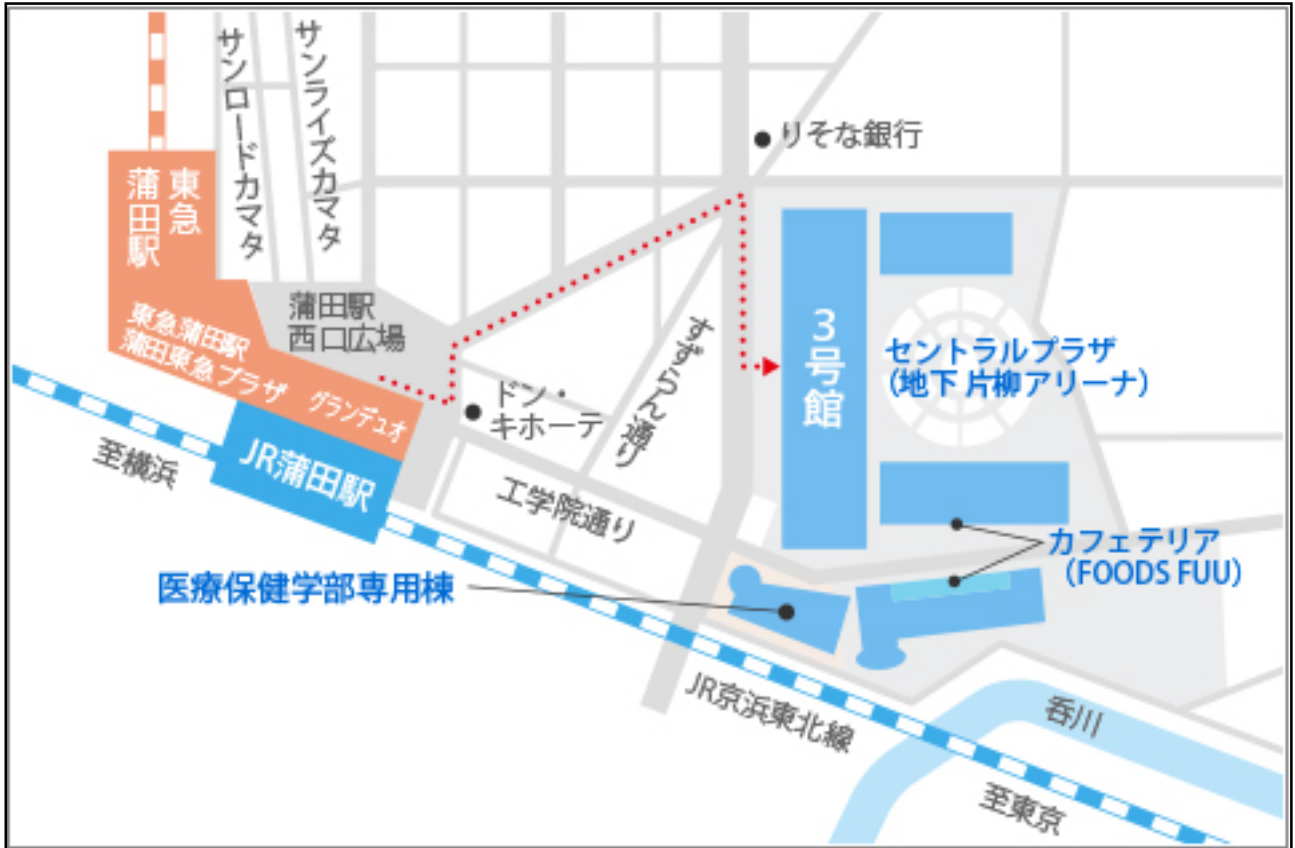 サンロードカマタ
サンライズカマタ
りそな銀行
東急
蒲田駅
蒲田駅
西口広場
東急蒲田駅
蒲田東急プラザ
グランデュオ
JR蒲田駅
至横浜
ドン・
キホーテ
すずらん通り
工学院通り
3号館
セントラルプラザ
（地下 片柳アリーナ）
カフェテリア
（FOODS FUU）
医療保健学部専用棟
JR京浜東北線
呑川
至東京